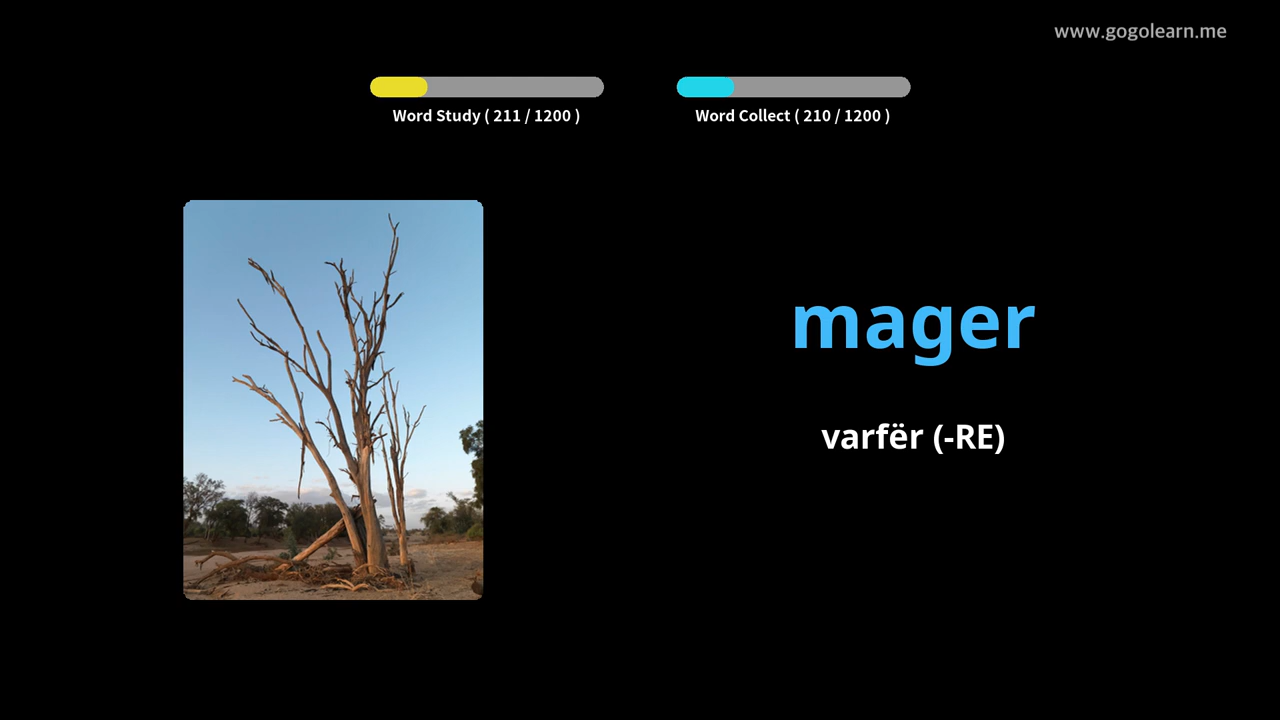 www.gogolearn.me
Word Study ( 211 / 1200 )
Word Collect ( 210 / 1200 )
mager
varfër (-RE)